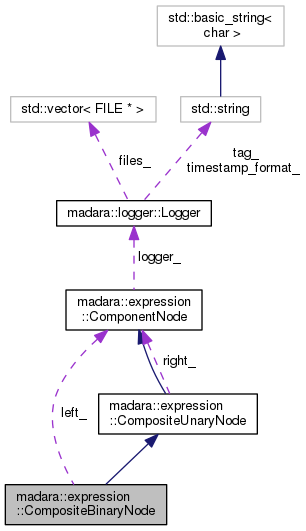 std::basic_string<
char >
std::vector< FILE * >
std::string
files_
tag_
timestamp_format_
madara::logger::Logger
logger_
madara::expression
::ComponentNode
right_
madara::expression
::CompositeUnaryNode
left_
madara::expression
::CompositeBinaryNode